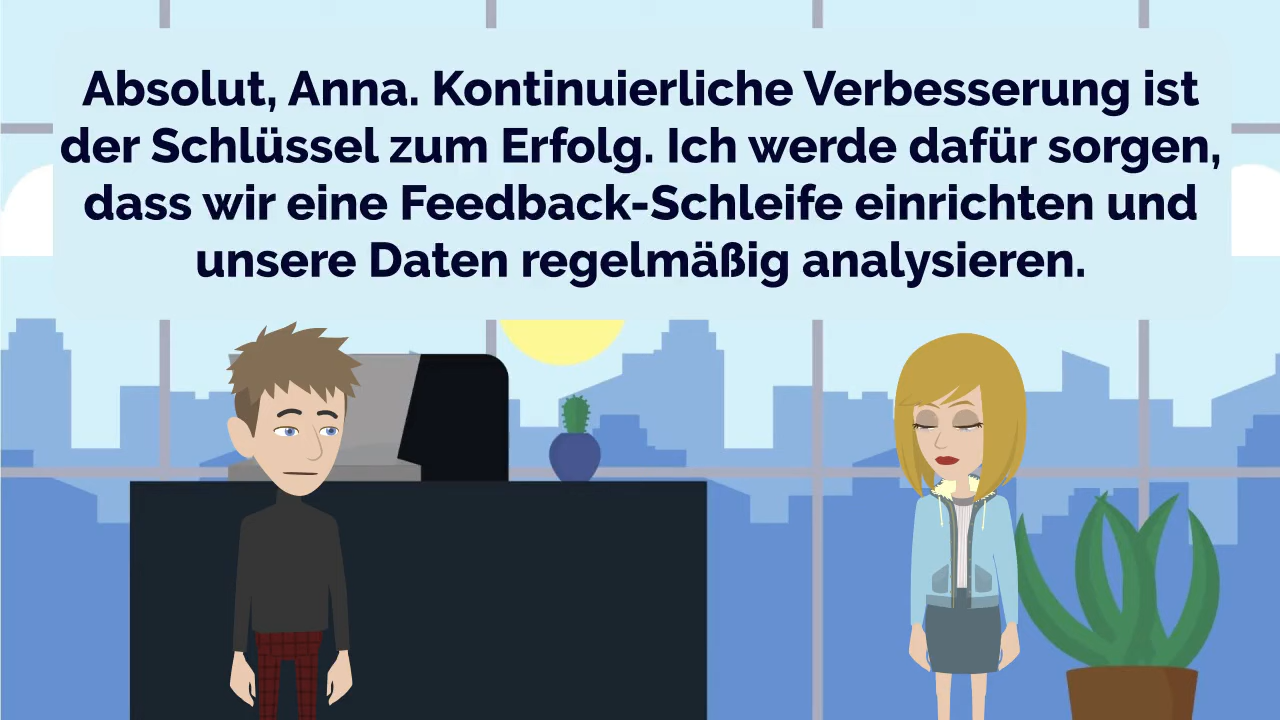 Absolut, Anna. Kontinuierliche Verbesserung ist
der Schlüssel zum Erfolg. Ich werde dafür sorgen,
dass wir eine Feedback-Schleife einrichten und
unsere Daten regelmäßig analysieren.